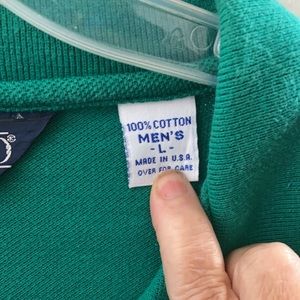 100% COTTON
MEN'S
- L -
MADE IN U.S.A.
OVER FOR CARE